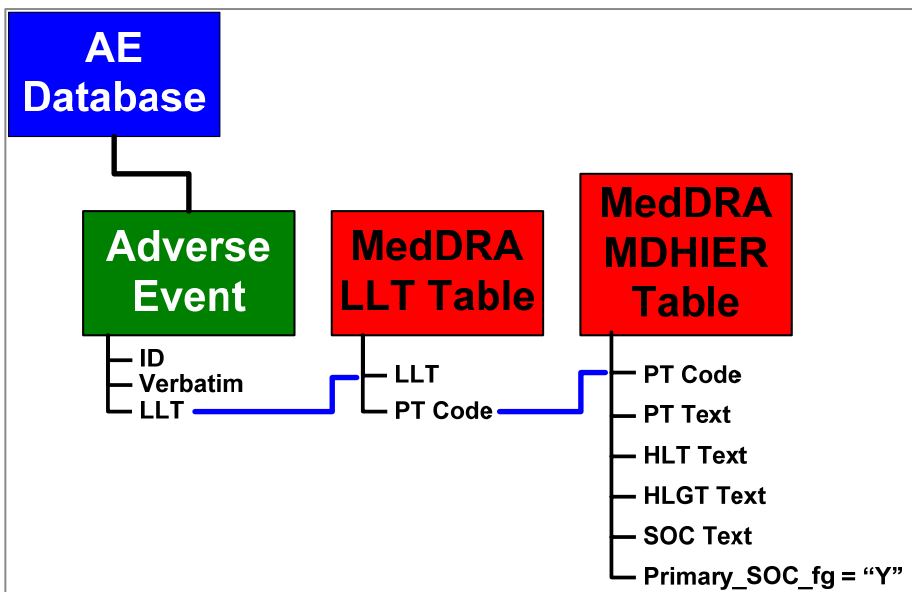 AE
Database
Adverse
Event
ID
Verbatim
LLT
MedDRA
LLT Table
LLT
PT Code
MedDRA
MDHIER
Table
PT Code
PT Text
HLT Text
HLGT Text
SOC Text
Primary_SOC_fg = “Y”